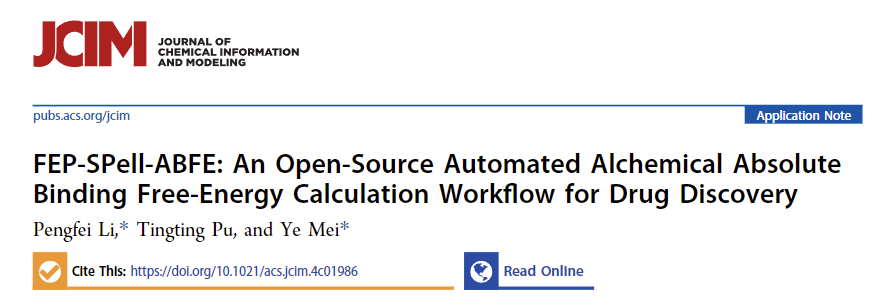 JCIM
JOURNAL OF
CHEMICAL INFORMATION
AND MODELING
pubs.acs.org/jcim
Application Note
FEP-SPell-ABFE: An Open-Source Automated Alchemical Absolute
Binding Free-Energy Calculation Workflow for Drug Discovery
Pengfei Li,* Tingting Pu, and Ye Mei*
Cite This: https://doi.org/10.1021/acs.jcim.4c01986
Read Online